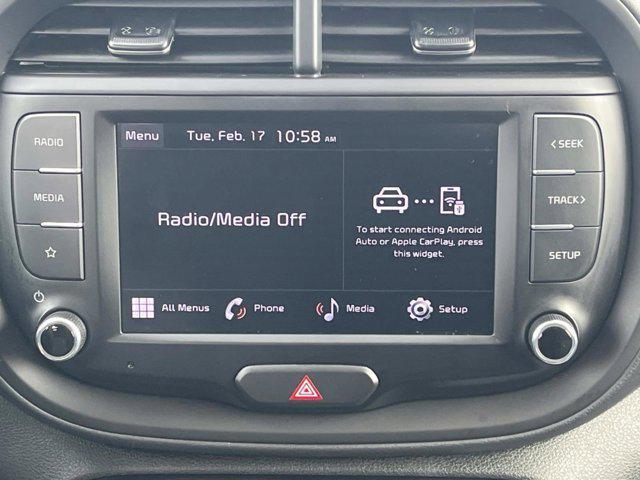 Menu Tue, Feb. 17 10:58 AM
RADIO
MEDIA
Radio/Media Off
To start connecting Android
Auto or Apple CarPlay, press
this widget.
< SEEK
TRACK >
SETUP
All Menus Phone Media Setup